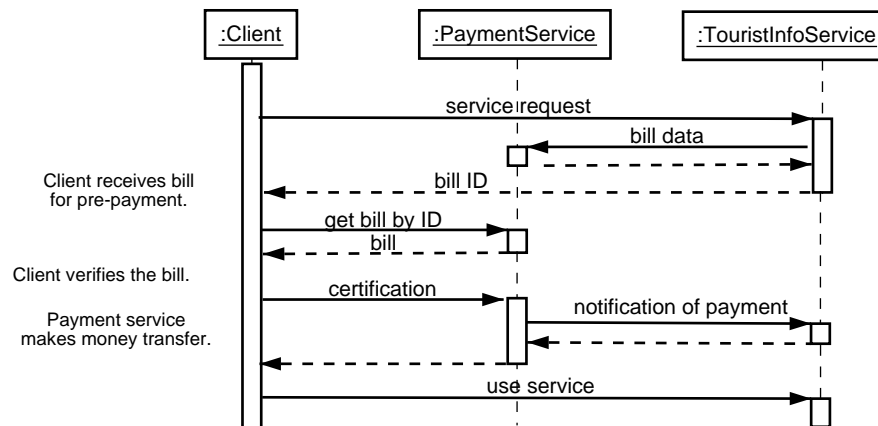 :Client
:PaymentService
:TouristInfoService
service request
bill data
Client receives bill
for pre-payment.
bill ID
get bill by ID
bill
Client verifies the bill.
certification
Payment service
makes money transfer.
notification of payment
use service